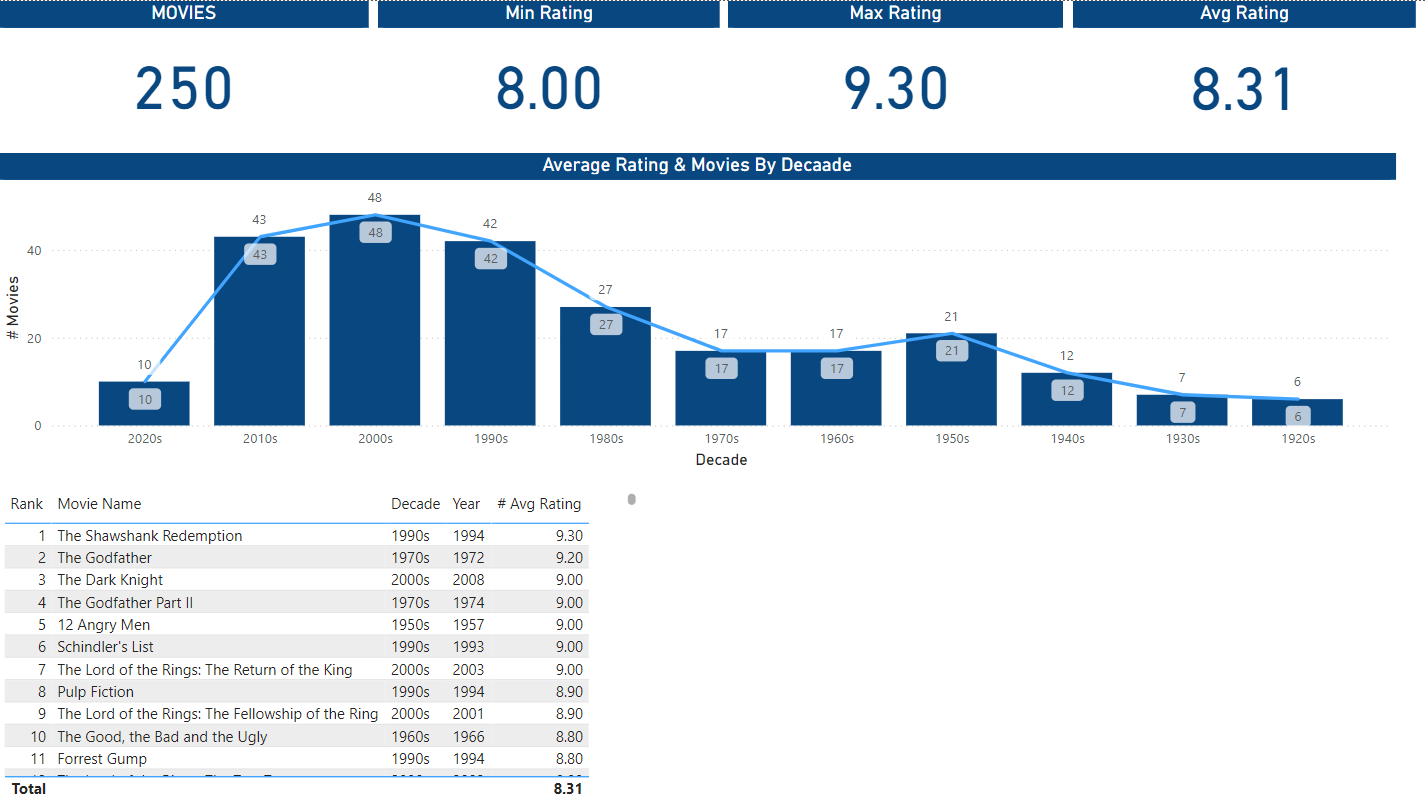 MOVIES Min Rating Max Rating Avg Rating
250 8.00 9.30 8.31
Average Rating & Movies By Decaade
48
43 42
48
40 43 42
27
# Movies
27
21
20 17 17
21
17 17
12
10
12
10
7 6
7 6
0
2020s 2010s 2000s 1990s 1980s 1970s 1960s 1950s 1940s 1930s 1920s
Decade
Rank Movie Name Decade Year # Avg Rating
1 The Shawshank Redemption 1990s 1994 9.30
2 The Godfather 1970s 1972 9.20
3 The Dark Knight 2000s 2008 9.00
4 The Godfather Part II 1970s 1974 9.00
5 12 Angry Men 1950s 1957 9.00
6 Schindler's List 1990s 1993 9.00
7 The Lord of the Rings: The Return of the King 2000s 2003 9.00
8 Pulp Fiction 1990s 1994 8.90
9 The Lord of the Rings: The Fellowship of the Ring 2000s 2001 8.90
10 The Good, the Bad and the Ugly 1960s 1966 8.80
11 Forrest Gump 1990s 1994 8.80
Total 8.31